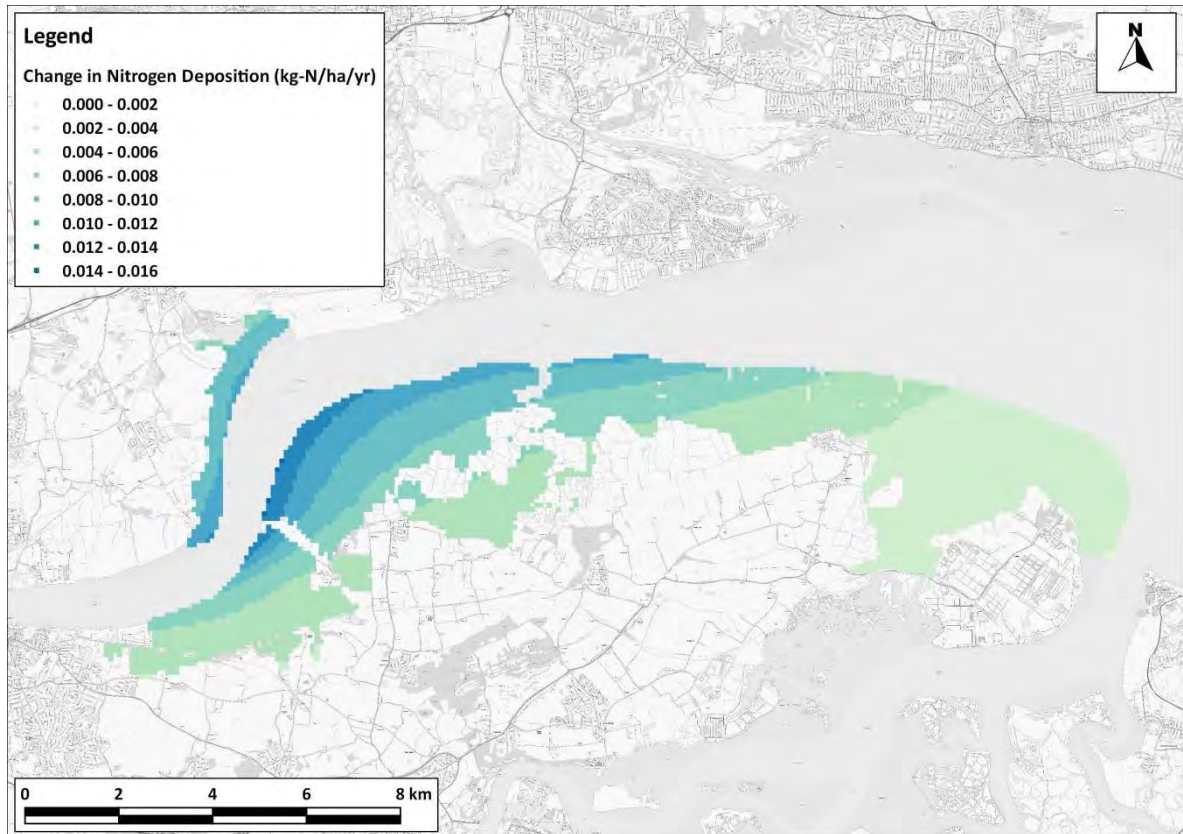 Legend
Change in Nitrogen Deposition (kg-N/ha/yr)
0.000 - 0.002
0.002 - 0.004
0.004 - 0.006
0.006 - 0.008
0.008 - 0.010
0.010 - 0.012
0.012 - 0.014
0.014 - 0.016
N
0 2 4 6 8 km